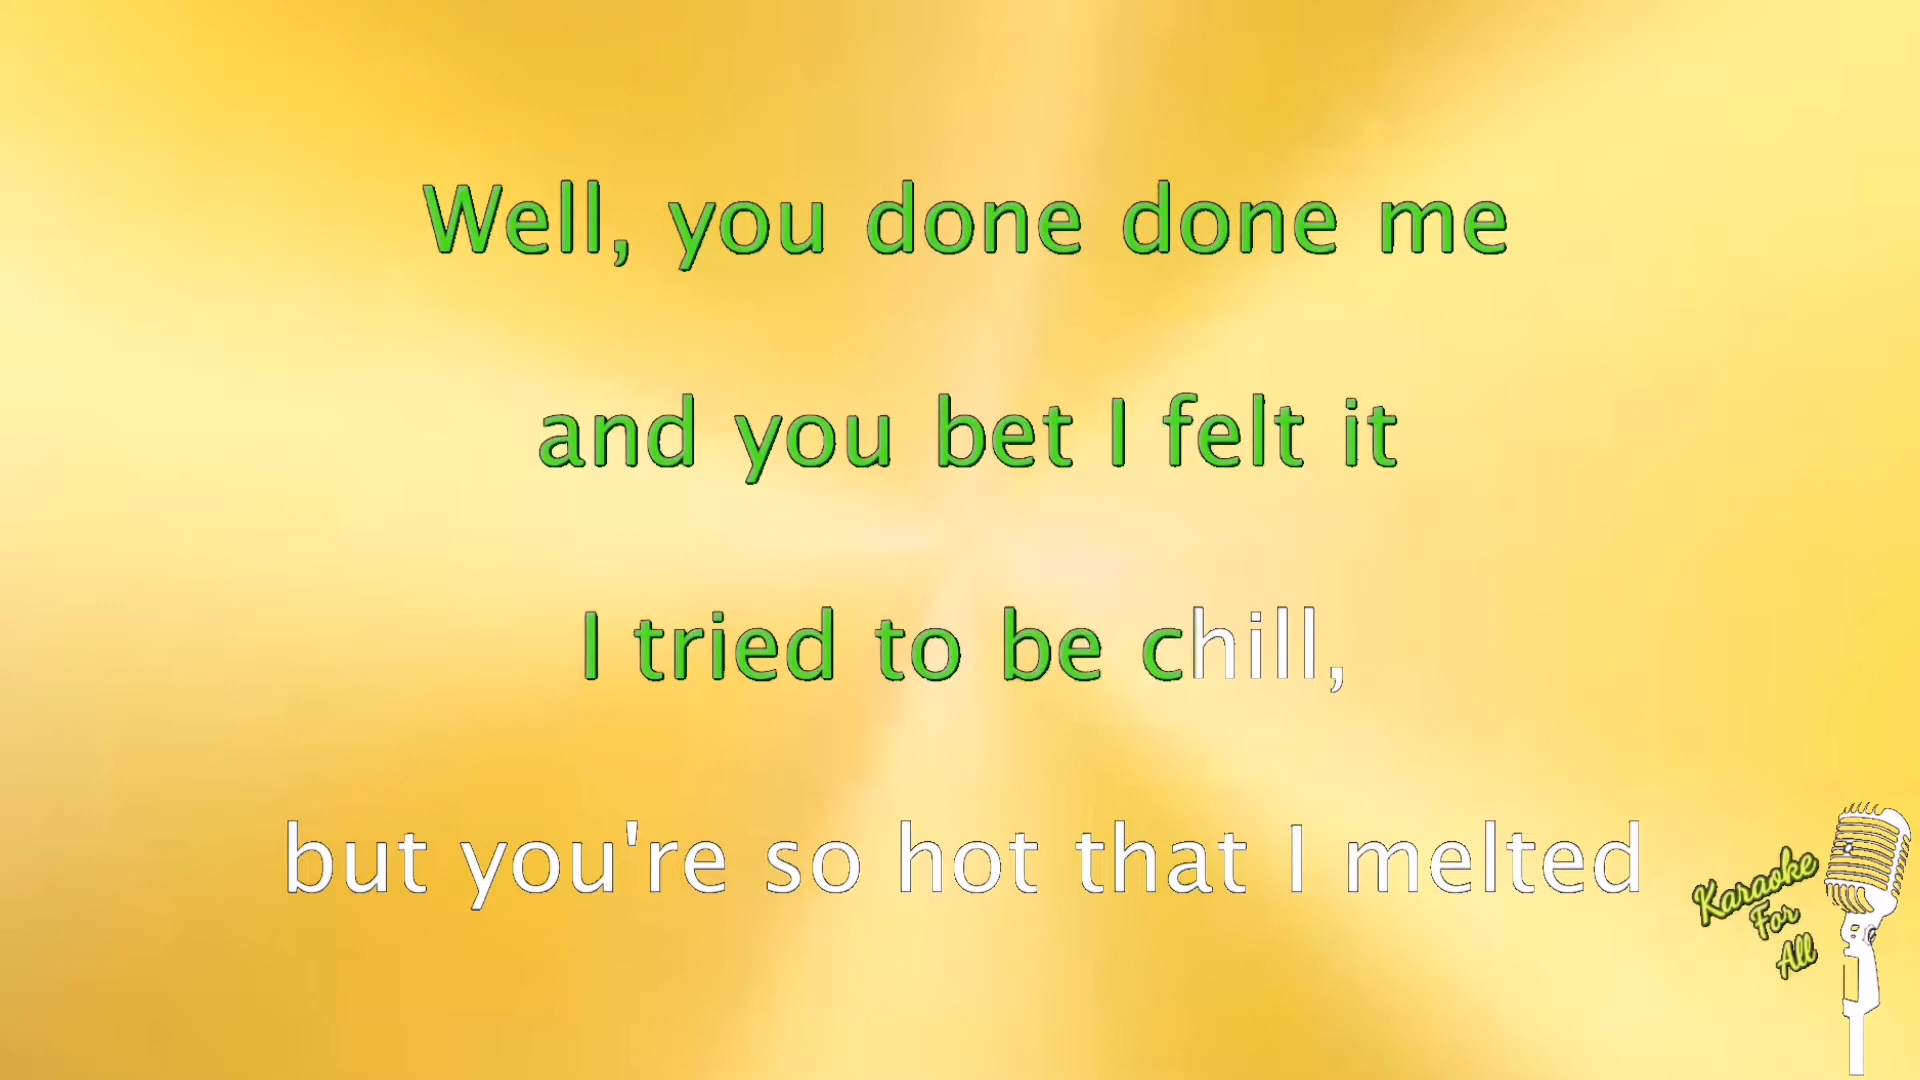 Well, you done done me
and you bet I felt it
I tried to be chill,
but you're so hot that I melted
Karaoke
For
All